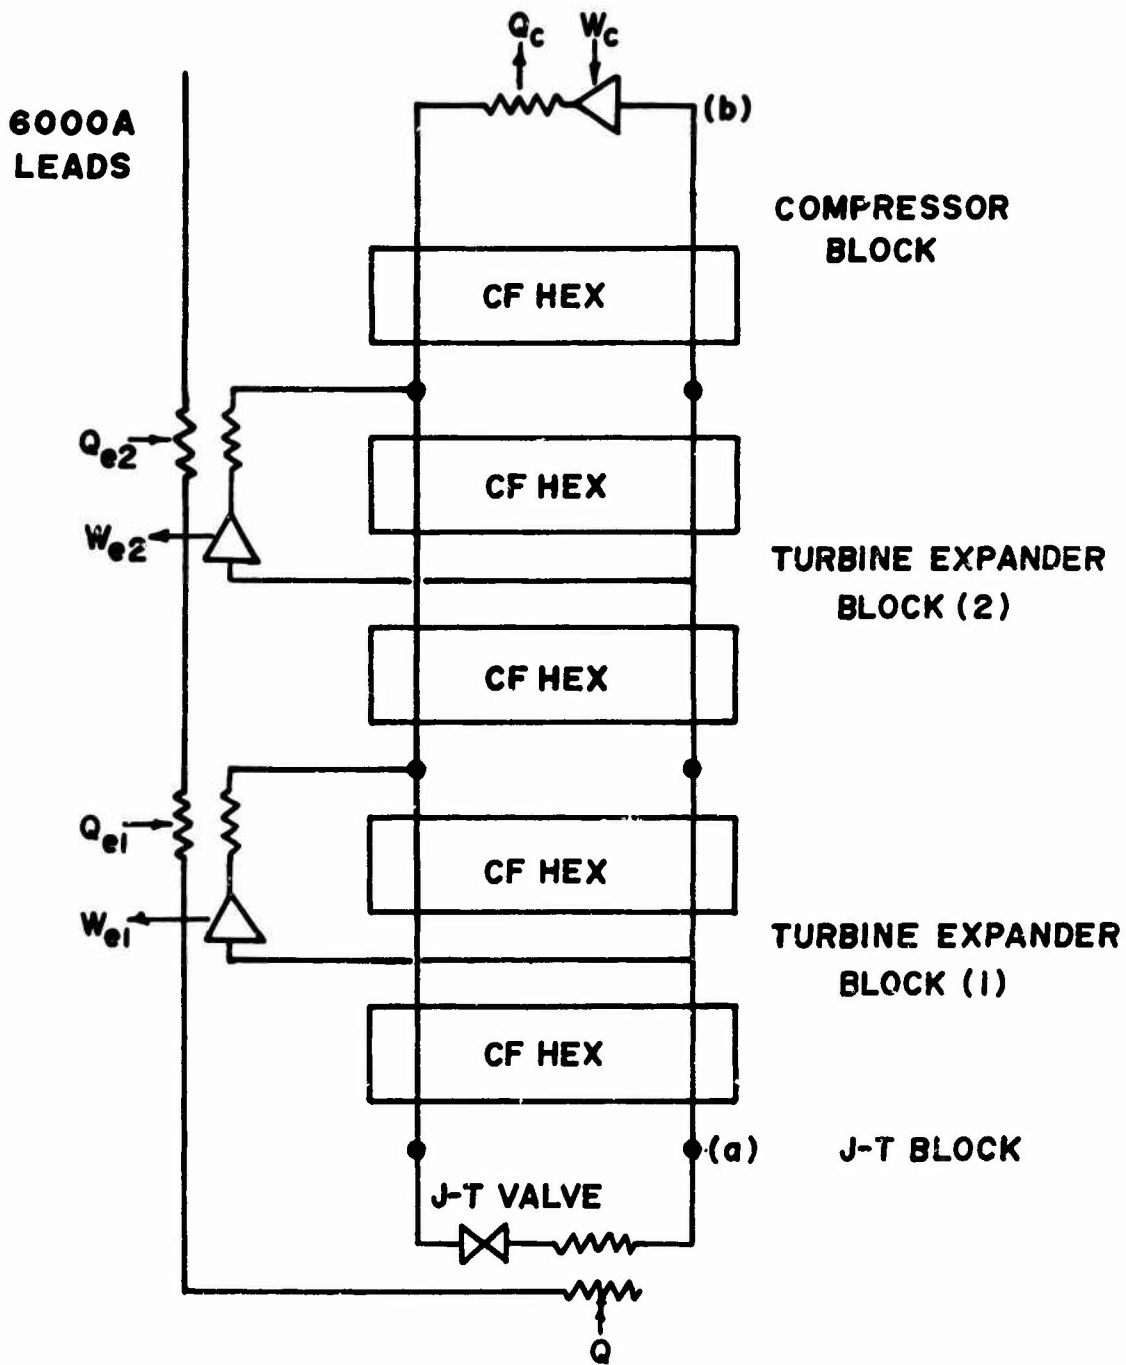 Qc Wc
6000A
LEADS
(b)
COMPRESSOR
BLOCK
CF HEX
Qe2
CF HEX
We2
TURBINE EXPANDER
BLOCK (2)
CF HEX
Qe1
CF HEX
We1
TURBINE EXPANDER
BLOCK (1)
CF HEX
(a)
J-T BLOCK
J-T VALVE
Q